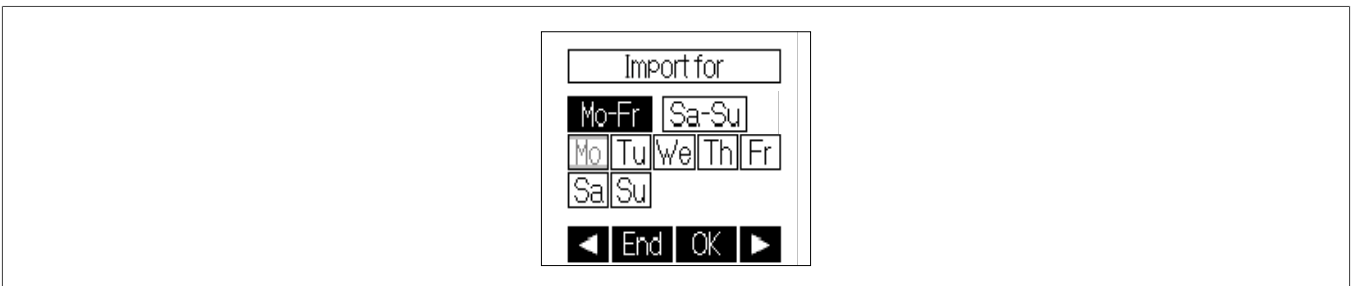 Import for
Mo-Fr Sa-Su
Mo Tu We Th Fr
Sa Su
◄ End OK ►